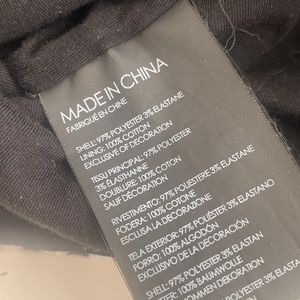 MADE IN CHINA
FABRIQUÉ EN CHINE
SHELL: 97% POLYESTER 3% ELASTANE
LINING: 100% COTTON
EXCLUSIVE OF DECORATION
TISSU PRINCIPAL: 97% POLYESTER
3% ÉLASTHANNE
DOUBLURE: 100% COTON
SAUF DÉCORATION
RIVESTIMENTO: 97% POLIESTERE 3% ELASTANE
FODERA: 100% COTONE
ESCLUSA LA DECORAZIONE
TELA EXTERIOR: 97% POLIÉSTER 3% ELASTANO
FORRO: 100% ALGODÓN
EXCLUSIVO DE LA DECORACIÓN
SHELL: 97% POLYESTER 3% ELASTAN
100% BAUMWOLLE
DEKORATION